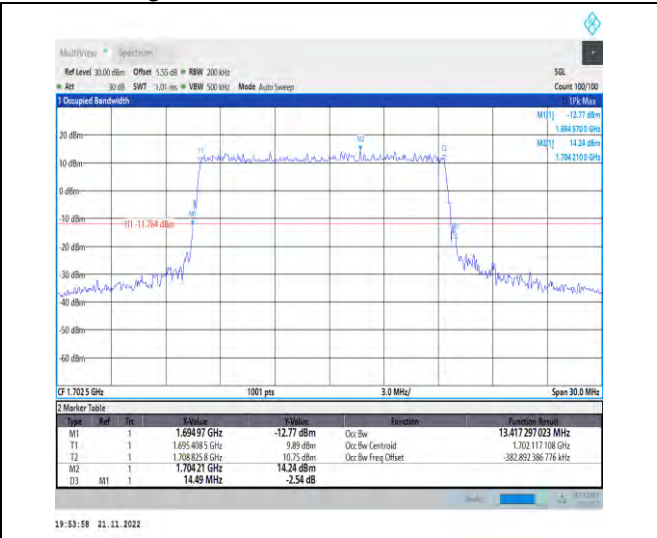 MultiView Spectrum
Ref Level 30.00 dBm Offset 5.55 dB RBW 200 kHz SGL
Att 30 dB SWT 1.01 ms VBW 500 kHz Mode Auto Sweep Count 100/100
1 Occupied Bandwidth 1Pk Max
M1[1] -12.77 dBm
1.694 9700 GHz
M2[1] 14.24 dBm
1.704 2100 GHz
20 dBm
M2
T1 T2
10 dBm
0 dBm
-10 dBm
M1
H1 -11.764 dBm
-20 dBm
-30 dBm
-40 dBm
-50 dBm
-60 dBm
CF 1.702 5 GHz 1001 pts 3.0 MHz/ Span 30.0 MHz
2 Marker Table
Type Ref Trc X-Value Y-Value Function Function Result
M1 1 1.694 97 GHz -12.77 dBm Occ Bw 13.417 297 023 MHz
T1 1 1.695 408 5 GHz 9.89 dBm Occ Bw Centroid 1.702 117 108 GHz
T2 1 1.708 825 8 GHz 10.75 dBm Occ Bw Freq Offset -382.892 386 776 kHz
M2 1 1.704 21 GHz 14.24 dBm
D3 M1 1 14.49 MHz -2.54 dB
19:53:58 21.11.2022